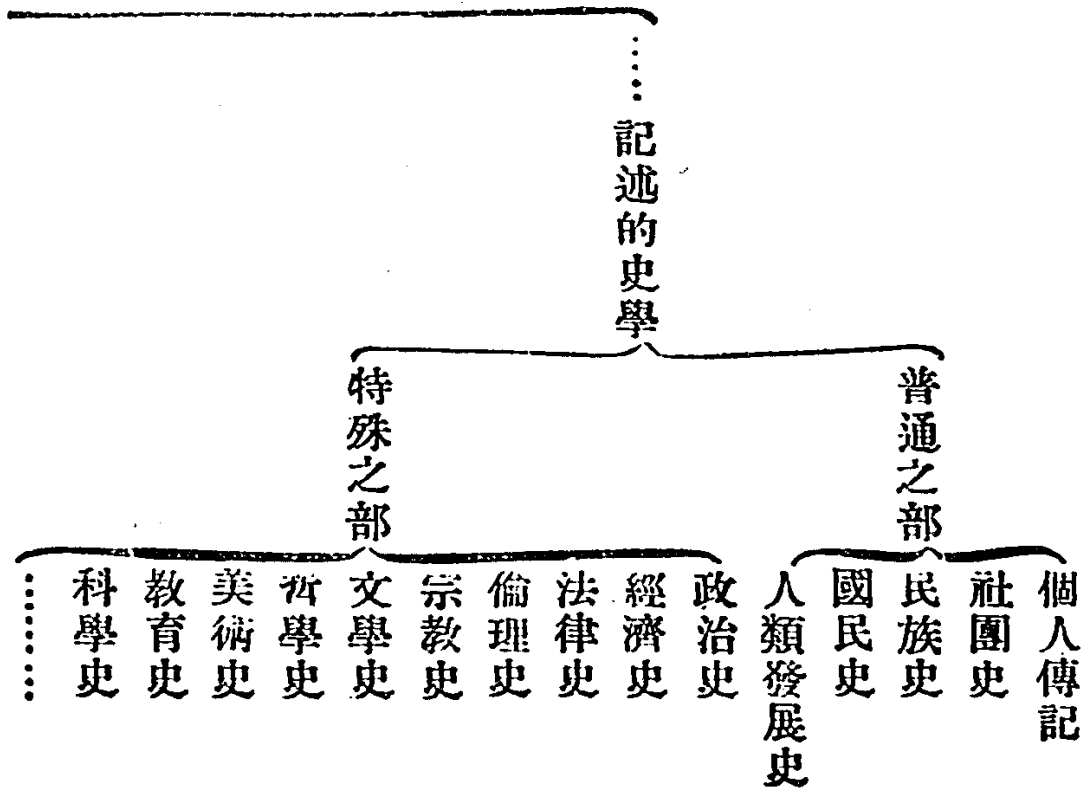 ……記述的史學
普通之部
個人傳記
社團史
民族史
國民史
人類發展史
特殊之部
政治史
經濟史
法律史
倫理史
宗教史
文學史
哲學史
美術史
教育史
科學史
……